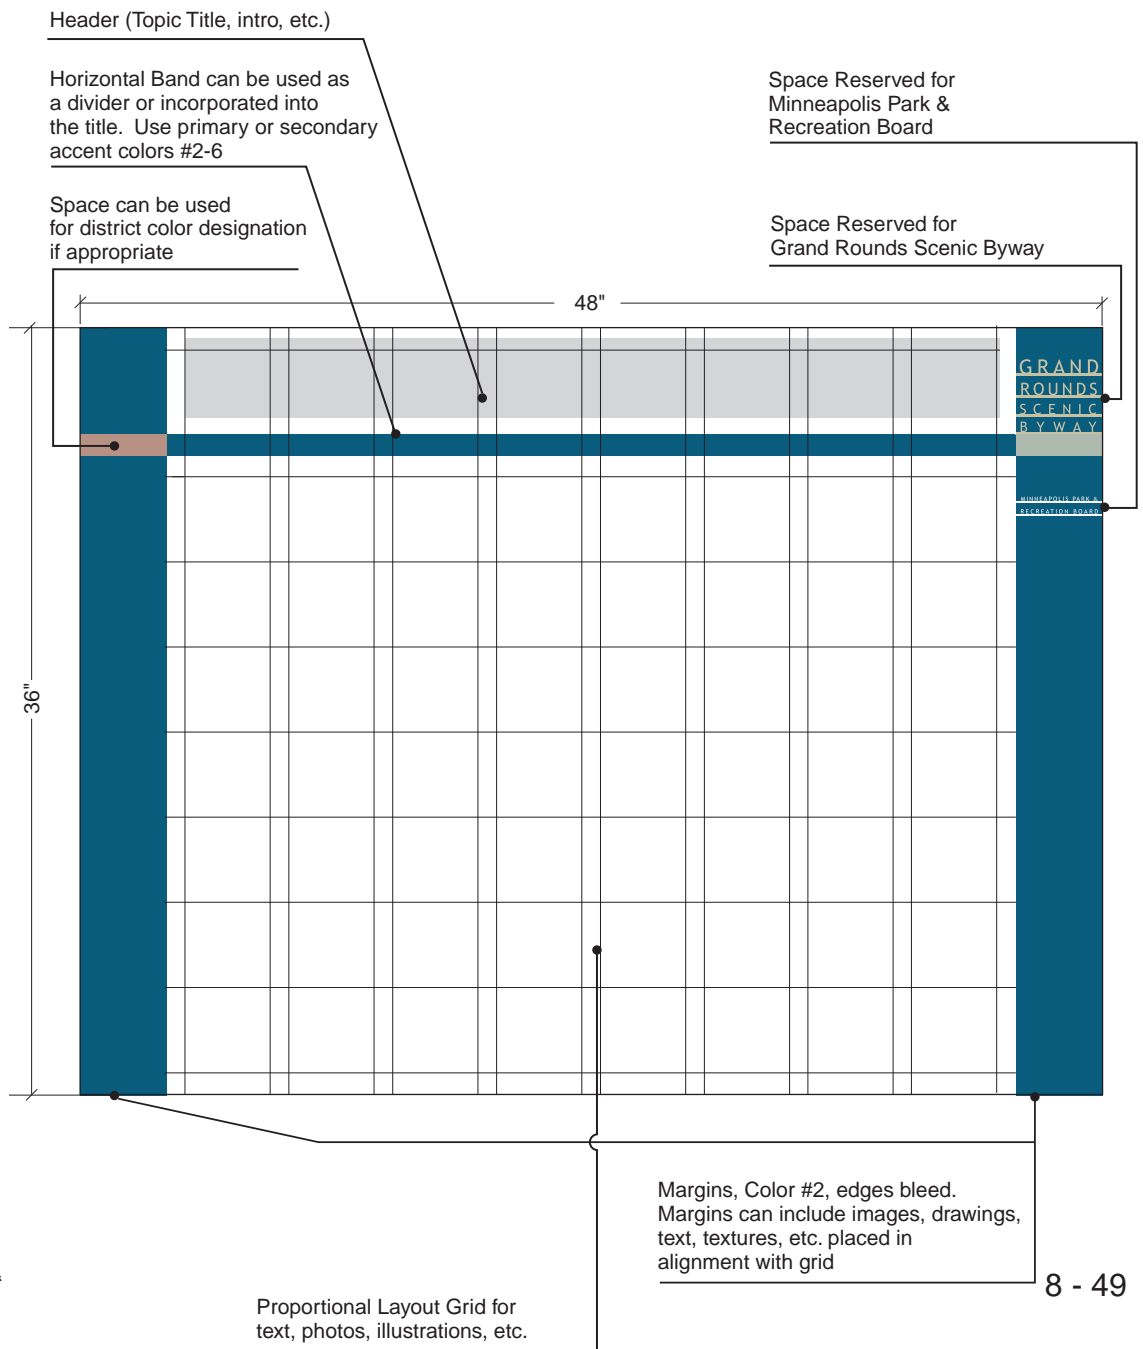 Header (Topic Title, intro, etc.)
Horizontal Band can be used as
a divider or incorporated into
the title.  Use primary or secondary
accent colors #2-6
Space can be used
for district color designation
if appropriate
Space Reserved for
Minneapolis Park &
Recreation Board
Space Reserved for
Grand Rounds Scenic Byway
48"
36"
GRAND
ROUNDS
SCENIC
BYWAY
MINNEAPOLIS PARK &
RECREATION BOARD
Margins, Color #2, edges bleed.
Margins can include images, drawings,
text, textures, etc. placed in
alignment with grid
8 - 49
Proportional Layout Grid for
text, photos, illustrations, etc.